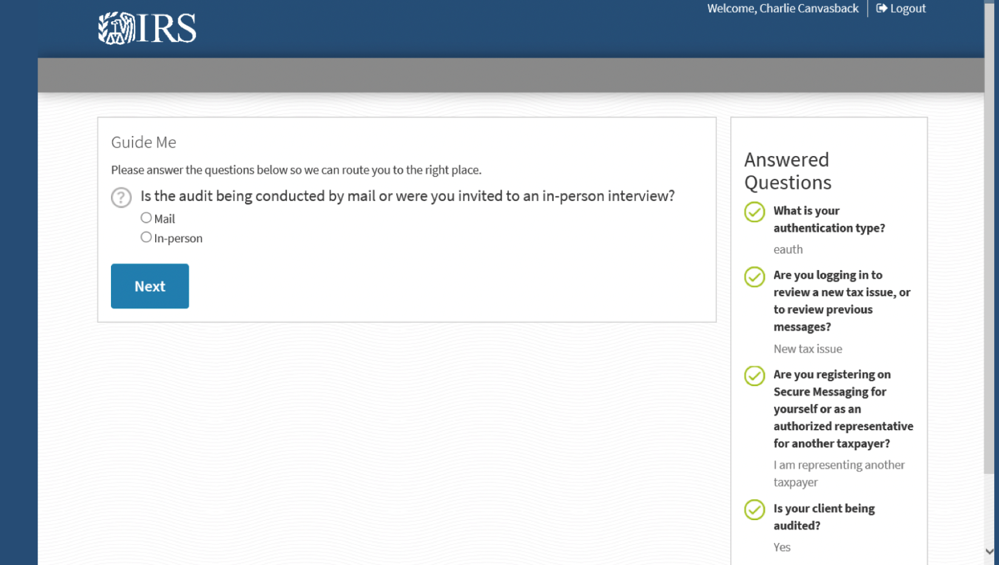 Welcome, Charlie Canvasback
Logout
IRS
Guide Me
Please answer the questions below so we can route you to the right place.
Is the audit being conducted by mail or were you invited to an in-person interview?
Mail
In-person
Next
Answered
Questions
What is your
authentication type?
eauth
Are you logging in to
review a new tax issue, or
to review previous
messages?
New tax issue
Are you registering on
Secure Messaging for
yourself or as an
authorized representative
for another taxpayer?
I am representing another
taxpayer
Is your client being
audited?
Yes